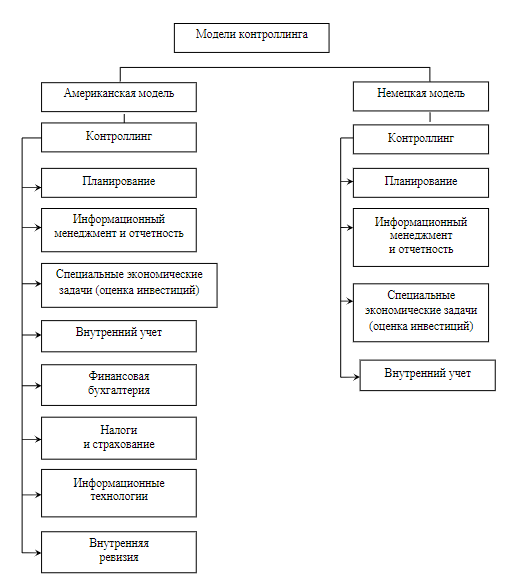 Модели контроллинга
Американская модель
Контроллинг
Планирование
Информационный
менеджмент и отчетность
Специальные экономические
задачи (оценка инвестиций)
Внутренний учет
Финансовая
бухгалтерия
Налоги
и страхование
Информационные
технологии
Внутренняя
ревизия
Немецкая модель
Контроллинг
Планирование
Информационный
менеджмент
и отчетность
Специальные
экономические задачи
(оценка инвестиций)
Внутренний учет